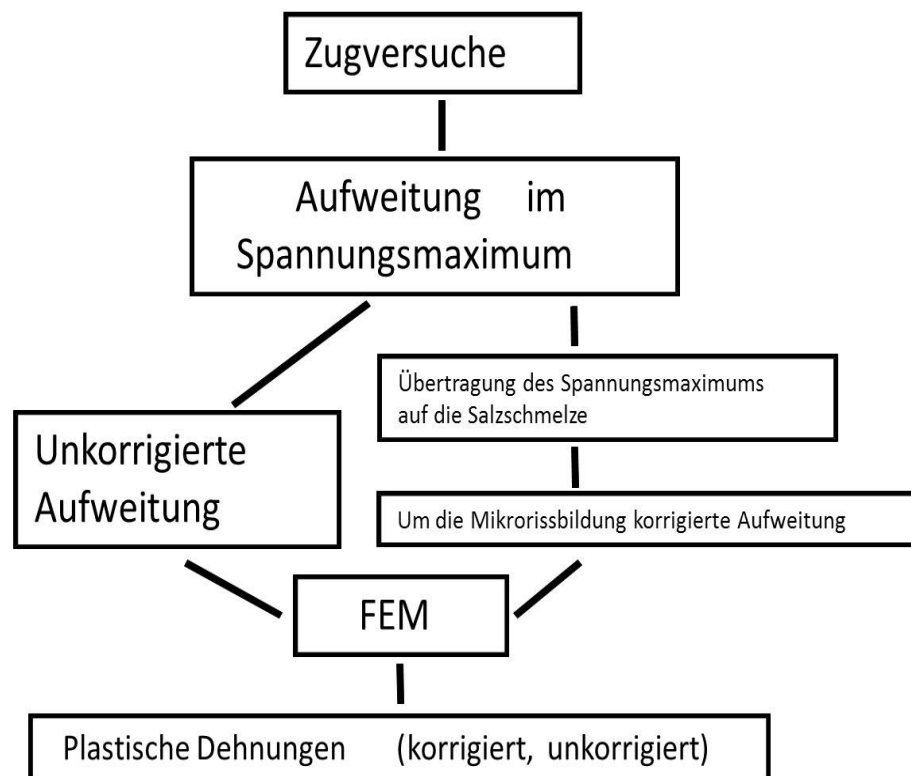 Zugversuche
Aufweitung im
Spannungsmaximum
Übertragung des Spannungsmaximums
auf die Salzschmelze
Unkorrigierte
Aufweitung
Um die Mikrorissbildung korrigierte Aufweitung
FEM
Plastische Dehnungen (korrigiert, unkorrigiert)